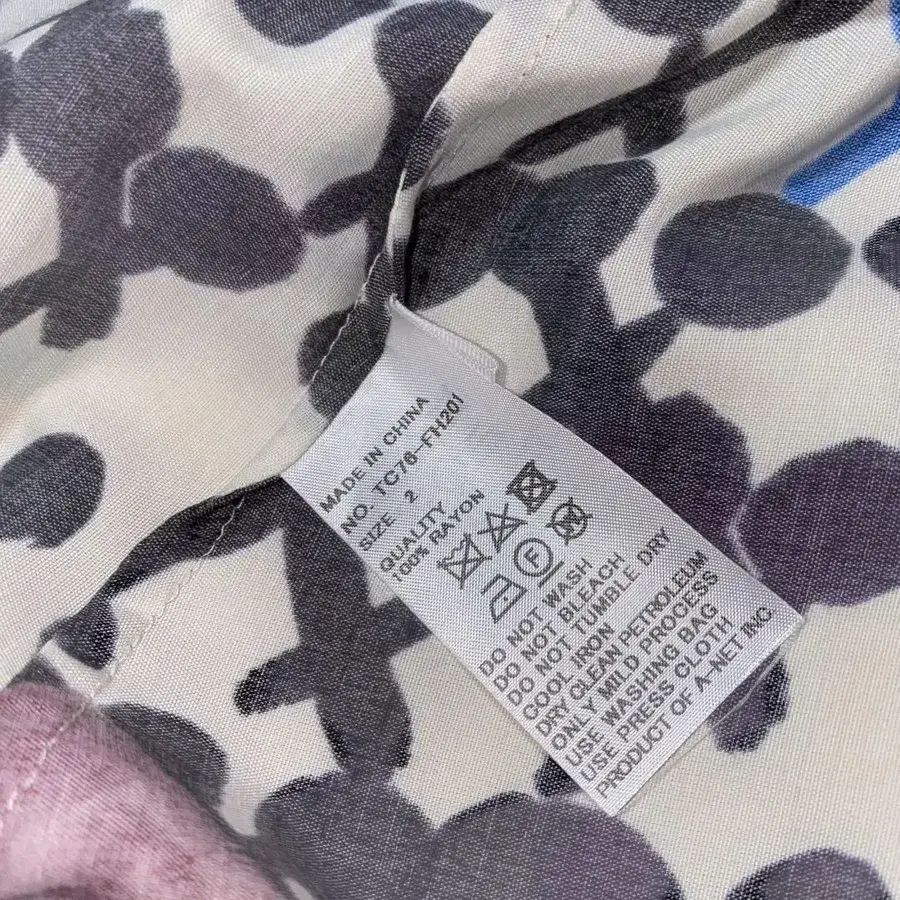 MADE IN CHINA
NO. TC76-FH201
SIZE 2
QUALITY
100% RAYON
F
W
DO NOT WASH
DO NOT BLEACH
DO NOT TUMBLE DRY
COOL IRON
DRY CLEAN PETROLEUM
ONLY MILD PROCESS
USE WASHING BAG
USE PRESS CLOTH
PRODUCT OF A-NET INC.